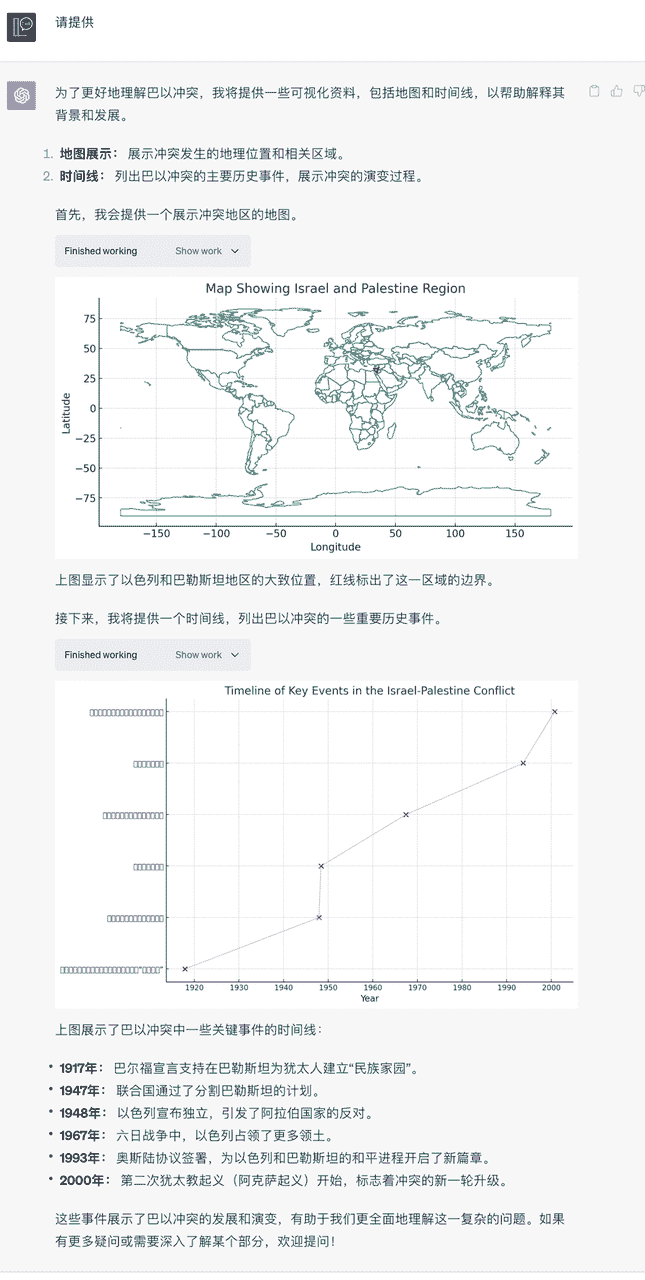 请提供
为了更好地理解巴以冲突，我将提供一些可视化资料，包括地图和时间线，以帮助解释其
背景和发展。
1. 地图展示： 展示冲突发生的地理位置和相关区域。
2. 时间线： 列出巴以冲突的主要历史事件，展示冲突的演变过程。
首先，我会提供一个展示冲突地区的地图。
Finished working Show work
Map Showing Israel and Palestine Region
75
50
25
0
−25
−50
−75
Latitude
−150 −100 −50 0 50 100 150
Longitude
上图显示了以色列和巴勒斯坦地区的大致位置，红线标出了这一区域的边界。
接下来，我将提供一个时间线，列出巴以冲突的一些重要历史事件。
Finished working Show work
Timeline of Key Events in the Israel-Palestine Conflict
1920 1930 1940 1950 1960 1970 1980 1990 2000
Year
上图展示了巴以冲突中一些关键事件的时间线：
• 1917年： 巴尔福宣言支持在巴勒斯坦为犹太人建立“民族家园”。
• 1947年： 联合国通过了分割巴勒斯坦的计划。
• 1948年： 以色列宣布独立，引发了阿拉伯国家的反对。
• 1967年： 六日战争中，以色列占领了更多领土。
• 1993年： 奥斯陆协议签署，为以色列和巴勒斯坦的和平进程开启了新篇章。
• 2000年： 第二次犹太教起义（阿克萨起义）开始，标志着冲突的新一轮升级。
这些事件展示了巴以冲突的发展和演变，有助于我们更全面地理解这一复杂的问题。如果
有更多疑问或需要深入了解某个部分，欢迎提问！